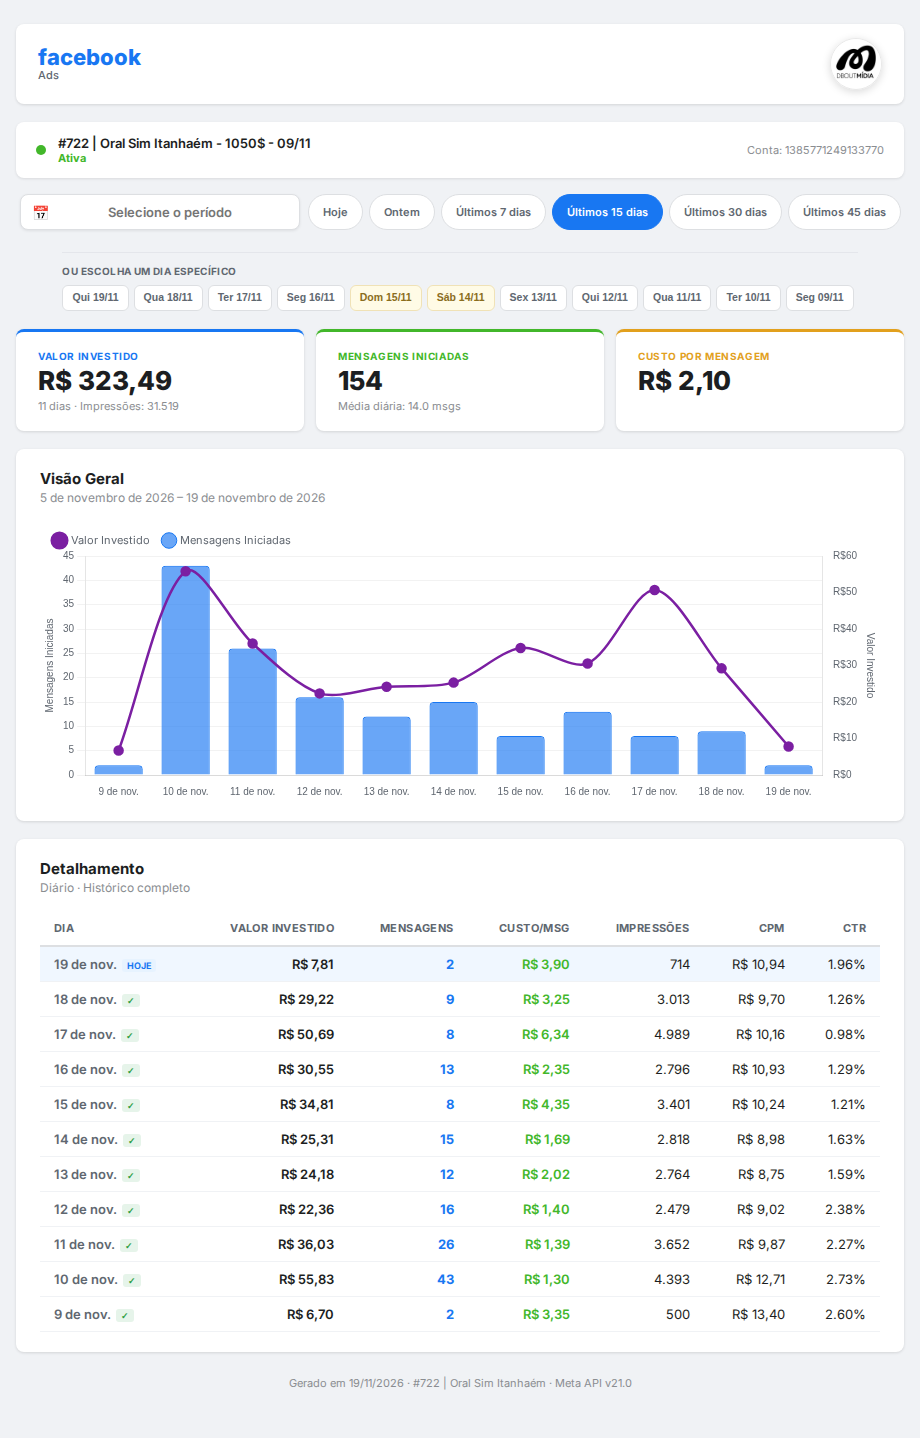 facebook
Ads
DBOUTMÍDIA
#722 | Oral Sim Itanhaém - 1050$ - 09/11
Ativa
Conta: 1385771249133770
Selecione o período
Hoje
Ontem
Últimos 7 dias
Últimos 15 dias
Últimos 30 dias
Últimos 45 dias
OU ESCOLHA UM DIA ESPECÍFICO
Qui 19/11
Qua 18/11
Ter 17/11
Seg 16/11
Dom 15/11
Sáb 14/11
Sex 13/11
Qui 12/11
Qua 11/11
Ter 10/11
Seg 09/11
VALOR INVESTIDO
R$ 323,49
11 dias · Impressões: 31.519
MENSAGENS INICIADAS
154
Média diária: 14.0 msgs
CUSTO POR MENSAGEM
R$ 2,10
Visão Geral
5 de novembro de 2026 – 19 de novembro de 2026
Valor Investido
Mensagens Iniciadas
45
40
35
30
25
20
15
10
5
0
Mensagens Iniciadas
R$60
R$50
R$40
R$30
R$20
R$10
R$0
Valor Investido
9 de nov.
10 de nov.
11 de nov.
12 de nov.
13 de nov.
14 de nov.
15 de nov.
16 de nov.
17 de nov.
18 de nov.
19 de nov.
Detalhamento
Diário · Histórico completo
DIA VALOR INVESTIDO MENSAGENS CUSTO/MSG IMPRESSÕES CPM CTR
19 de nov. HOJE R$ 7,81 2 R$ 3,90 714 R$ 10,94 1.96%
18 de nov. ✓ R$ 29,22 9 R$ 3,25 3.013 R$ 9,70 1.26%
17 de nov. ✓ R$ 50,69 8 R$ 6,34 4.989 R$ 10,16 0.98%
16 de nov. ✓ R$ 30,55 13 R$ 2,35 2.796 R$ 10,93 1.29%
15 de nov. ✓ R$ 34,81 8 R$ 4,35 3.401 R$ 10,24 1.21%
14 de nov. ✓ R$ 25,31 15 R$ 1,69 2.818 R$ 8,98 1.63%
13 de nov. ✓ R$ 24,18 12 R$ 2,02 2.764 R$ 8,75 1.59%
12 de nov. ✓ R$ 22,36 16 R$ 1,40 2.479 R$ 9,02 2.38%
11 de nov. ✓ R$ 36,03 26 R$ 1,39 3.652 R$ 9,87 2.27%
10 de nov. ✓ R$ 55,83 43 R$ 1,30 4.393 R$ 12,71 2.73%
9 de nov. ✓ R$ 6,70 2 R$ 3,35 500 R$ 13,40 2.60%
Gerado em 19/11/2026 · #722 | Oral Sim Itanhaém · Meta API v21.0